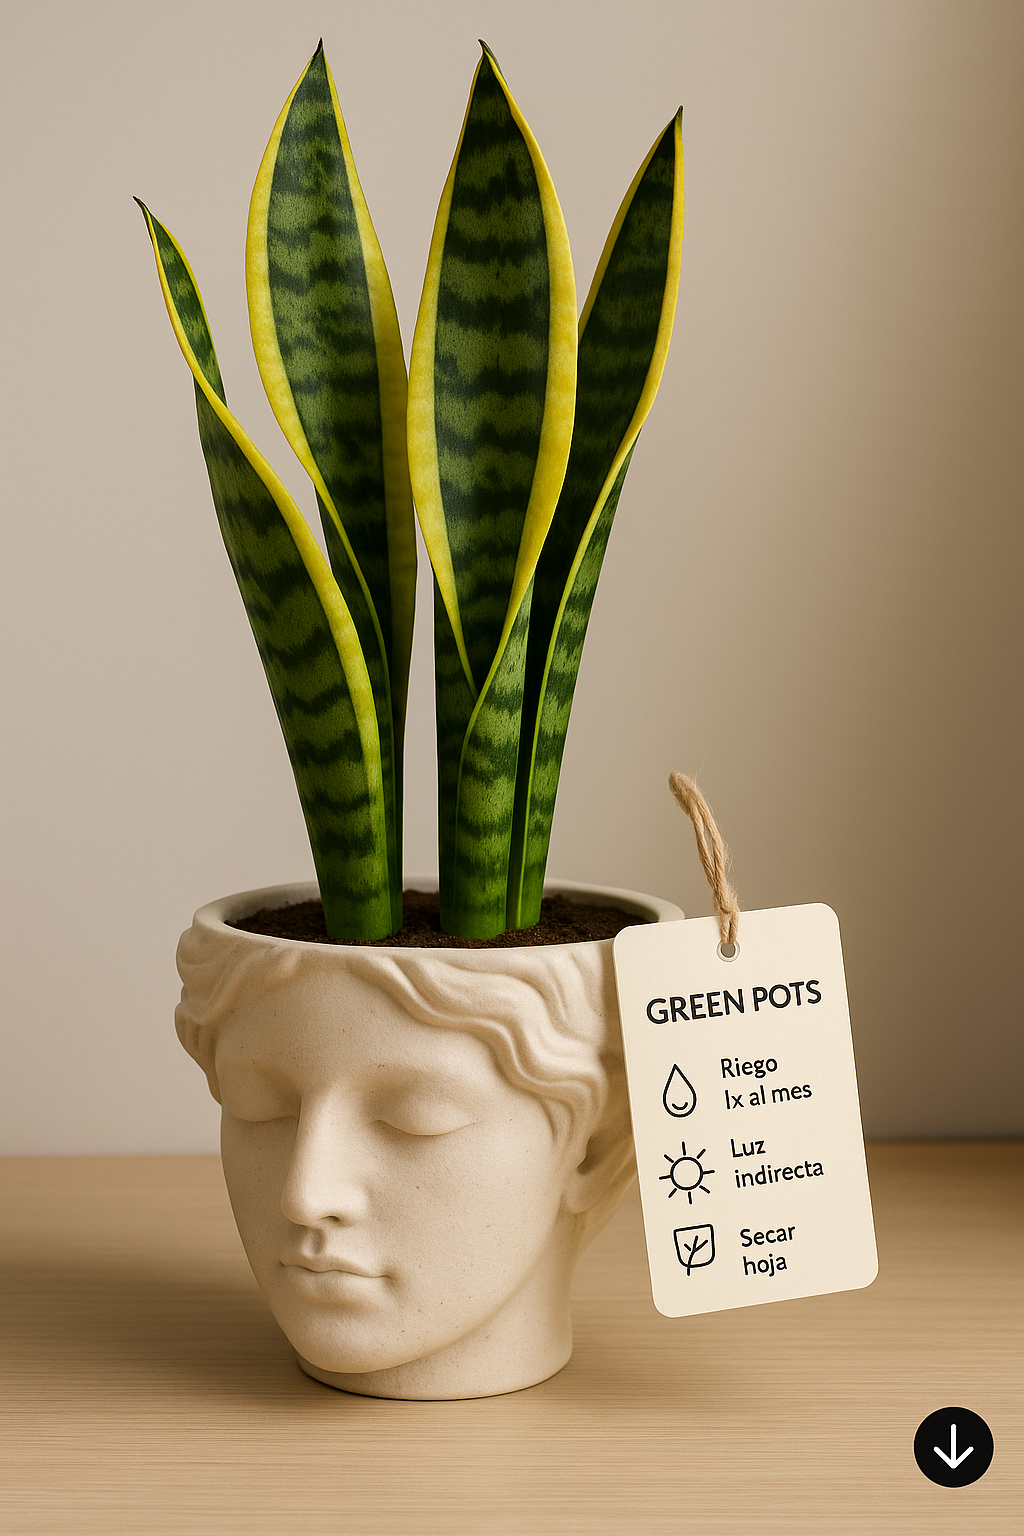 GREEN POTS
Riego
1x al mes
Luz
indirecta
Secar
hoja